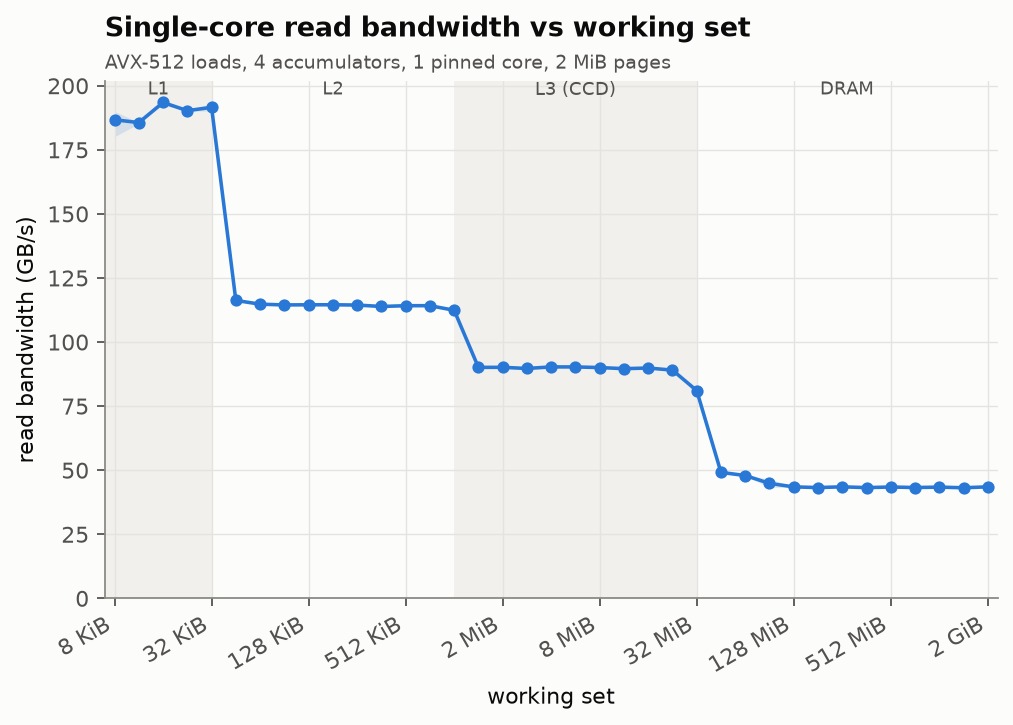 Single-core read bandwidth vs working set
AVX-512 loads, 4 accumulators, 1 pinned core, 2 MiB pages
L1
L2
L3 (CCD)
DRAM
200
175
150
125
100
75
50
25
0
read bandwidth (GB/s)
8 KiB
32 KiB
128 KiB
512 KiB
2 MiB
8 MiB
32 MiB
128 MiB
512 MiB
2 GiB
working set